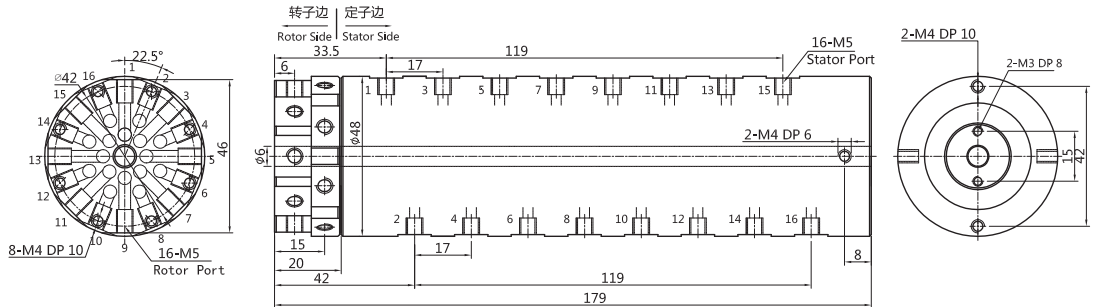 转子边 定子边
Rotor Side Stator Side
22.5°
1
2
3
4
5
6
7
8
9
10
11
12
13
14
15
16
⌀42
46
8-M4 DP 10
16-M5
Rotor Port
33.5
119
6
17
16-M5
Stator Port
1 3 5 7 9 11 13 15
ϕ48
ϕ6
2-M4 DP 6
2 4 6 8 10 12 14 16
15
17
8
20
42
119
179
2-M4 DP 10
2-M3 DP 8
15
42